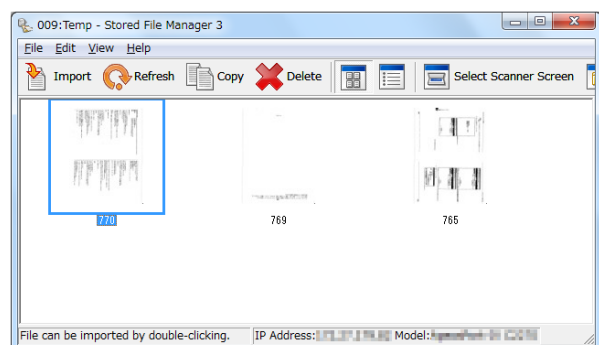 009:Temp - Stored File Manager 3
File Edit View Help
Import Refresh Copy Delete Select Scanner Screen
770 769 765
File can be imported by double-clicking. IP Address: Model: